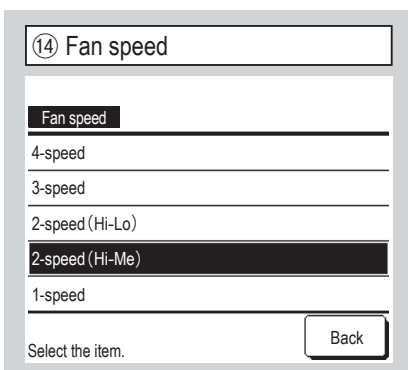 ⑭ Fan speed
Fan speed
4-speed
3-speed
2-speed(Hi-Lo)
2-speed(Hi-Me)
1-speed
Select the item.
Back